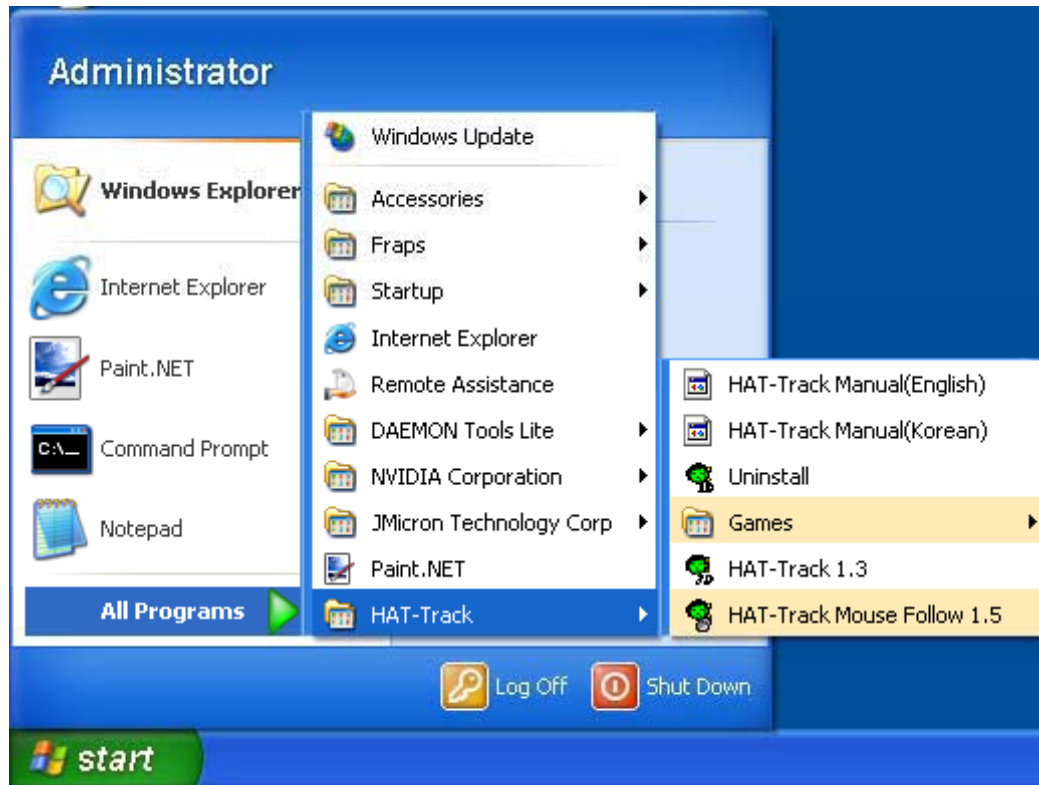 Administrator
Windows Explorer
Internet Explorer
Paint.NET
C:\_
Command Prompt
Notepad
All Programs
Windows Update
Accessories
Fraps
Startup
Internet Explorer
Remote Assistance
DAEMON Tools Lite
NVIDIA Corporation
JMicron Technology Corp
Paint.NET
HAT-Track
HAT-Track Manual(English)
HAT-Track Manual(Korean)
Uninstall
Games
HAT-Track 1.3
HAT-Track Mouse Follow 1.5
Log Off
Shut Down
start